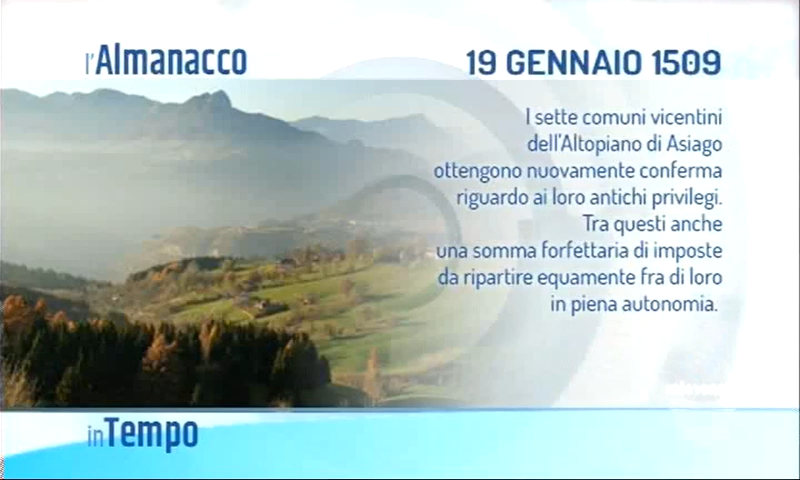 l'Almanacco
19 GENNAIO 1509
I sette comuni vicentini
dell'Altopiano di Asiago
ottengono nuovamente conferma
riguardo ai loro antichi privilegi.
Tra questi anche
una somma forfettaria di imposte
da ripartire equamente fra di loro
in piena autonomia.
inTempo